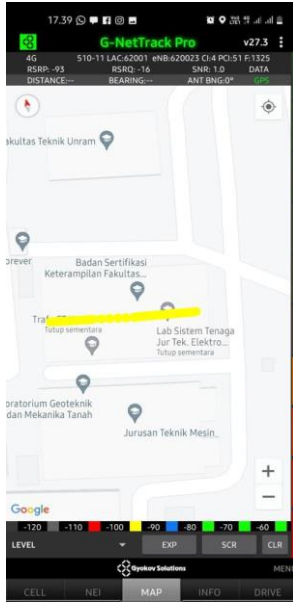 17.39
G-NetTrack Pro v27.3
4G 510-11 LAC:62001 eNB:620023 CI:4 PCI:51 F:1325
RSRP: -93 RSRQ: -16 SNR: 1.0 DATA
DISTANCE:-- BEARING:-- ANT BNG:0° GPS
akultas Teknik Unram
orever
Badan Sertifikasi
Keterampilan Fakultas...
Tutup sementara
Lab Sistem Tenaga
Jur Tek. Elektro...
Tutup sementara
oratorium Geoteknik
dan Mekanika Tanah
Jurusan Teknik Mesin
+
−
Google
-120 -110 -100 -90 -80 -70 -60
LEVEL EXP SCR CLR
Gyokov Solutions MENU
CELL NEI MAP INFO DRIVE